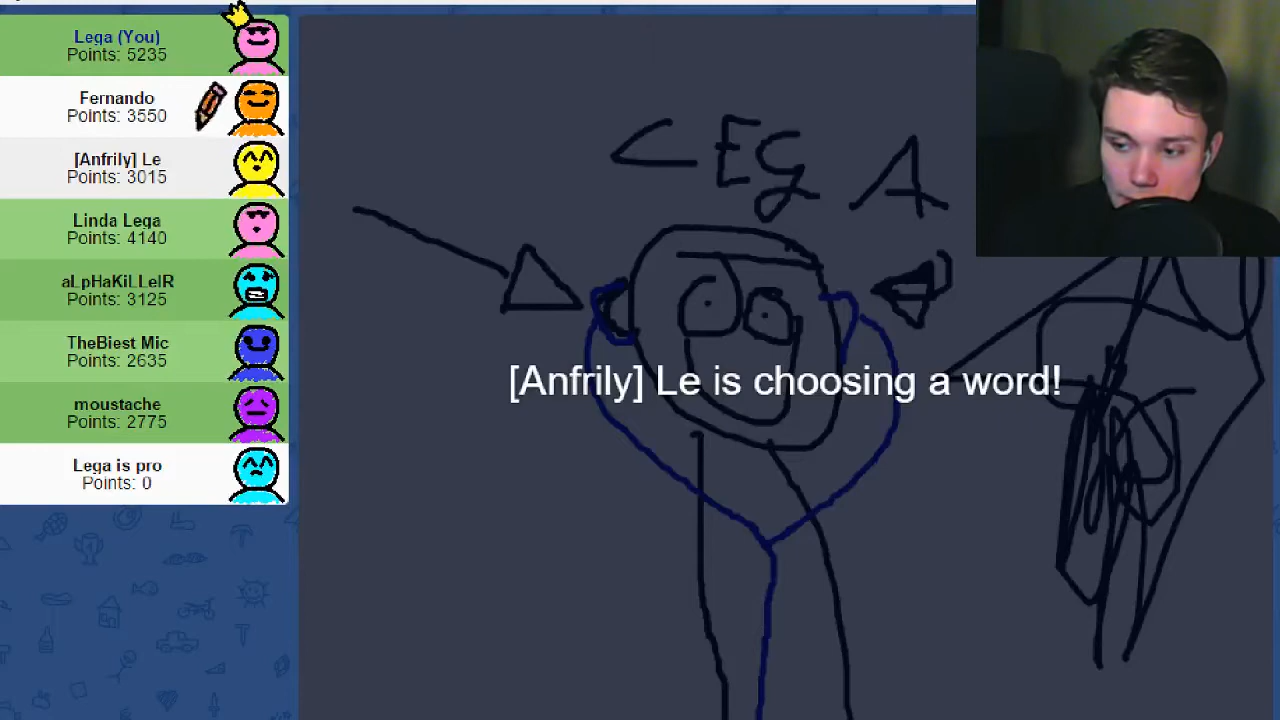 Lega (You)
Points: 5235
Fernando
Points: 3550
[Anfrily] Le
Points: 3015
Linda Lega
Points: 4140
aLpHaKiLLeIR
Points: 3125
TheBiest Mic
Points: 2635
moustache
Points: 2775
Lega is pro
Points: 0
LEGA
[Anfrily] Le is choosing a word!